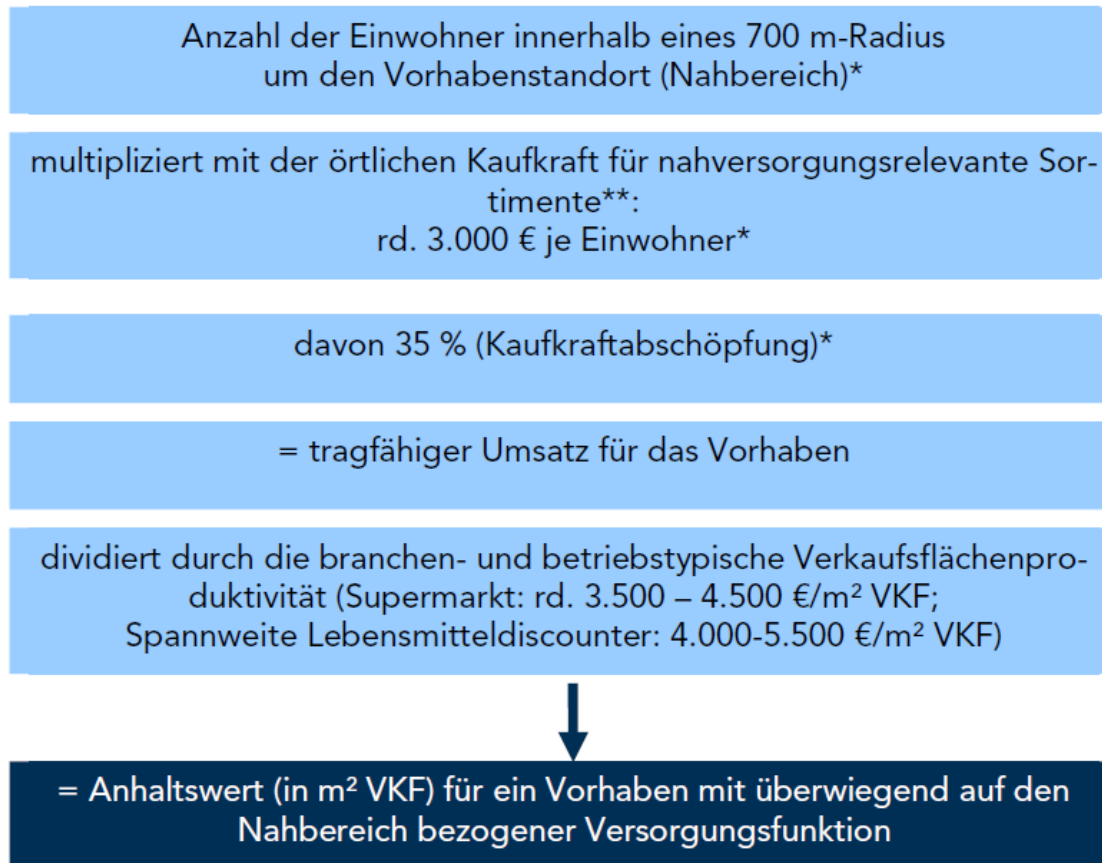 Anzahl der Einwohner innerhalb eines 700 m-Radius
um den Vorhabenstandort (Nahbereich)*
multipliziert mit der örtlichen Kaufkraft für nahversorgungsrelevante Sor-
timente**:
rd. 3.000 € je Einwohner*
davon 35 % (Kaufkraftabschöpfung)*
= tragfähiger Umsatz für das Vorhaben
dividiert durch die branchen- und betriebstypische Verkaufsflächenpro-
duktivität (Supermarkt: rd. 3.500 – 4.500 €/m² VKF;
Spannweite Lebensmitteldiscounter: 4.000-5.500 €/m² VKF)
= Anhaltswert (in m² VKF) für ein Vorhaben mit überwiegend auf den
Nahbereich bezogener Versorgungsfunktion